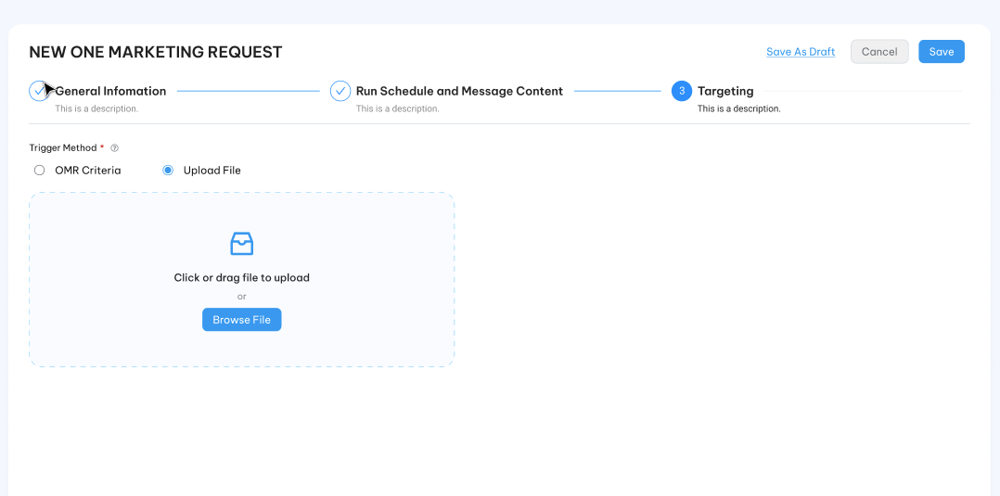 NEW ONE MARKETING REQUEST
Save As Draft
Cancel
Save
General Infomation
This is a description.
Run Schedule and Message Content
This is a description.
3
Targeting
This is a description.
Trigger Method *
OMR Criteria
Upload File
Click or drag file to upload
or
Browse File